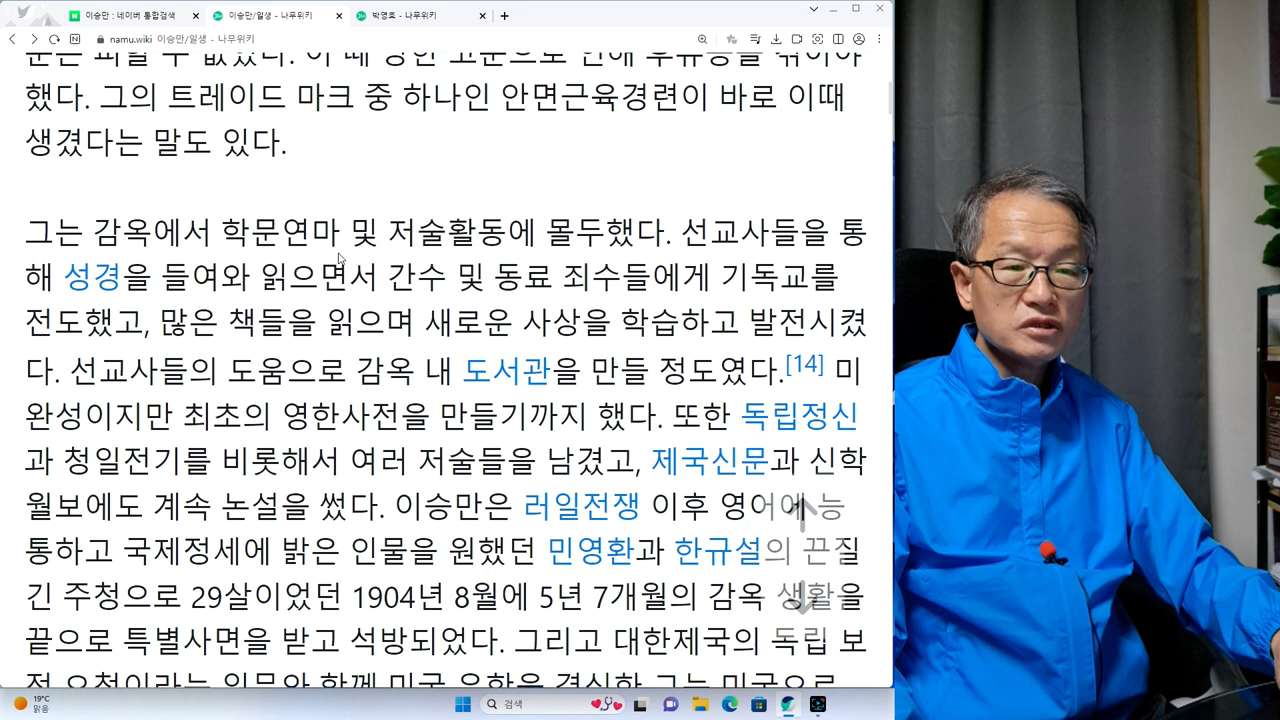 이승만 : 네이버 통합검색
이승만/일생 - 나무위키
박영효 - 나무위키
namu.wiki 이승만/일생 - 나무위키
했다. 그의 트레이드 마크 중 하나인 안면근육경련이 바로 이때
생겼다는 말도 있다.
그는 감옥에서 학문연마 및 저술활동에 몰두했다. 선교사들을 통
해 성경을 들여와 읽으면서 간수 및 동료 죄수들에게 기독교를
전도했고, 많은 책들을 읽으며 새로운 사상을 학습하고 발전시켰
다. 선교사들의 도움으로 감옥 내 도서관을 만들 정도였다.[14] 미
완성이지만 최초의 영한사전을 만들기까지 했다. 또한 독립정신
과 청일전기를 비롯해서 여러 저술들을 남겼고, 제국신문과 신학
월보에도 계속 논설을 썼다. 이승만은 러일전쟁 이후 영어에 능
통하고 국제정세에 밝은 인물을 원했던 민영환과 한규설의 끈질
긴 주청으로 29살이었던 1904년 8월에 5년 7개월의 감옥 생활을
끝으로 특별사면을 받고 석방되었다. 그리고 대한제국의 독립 보
19°C
맑음
검색